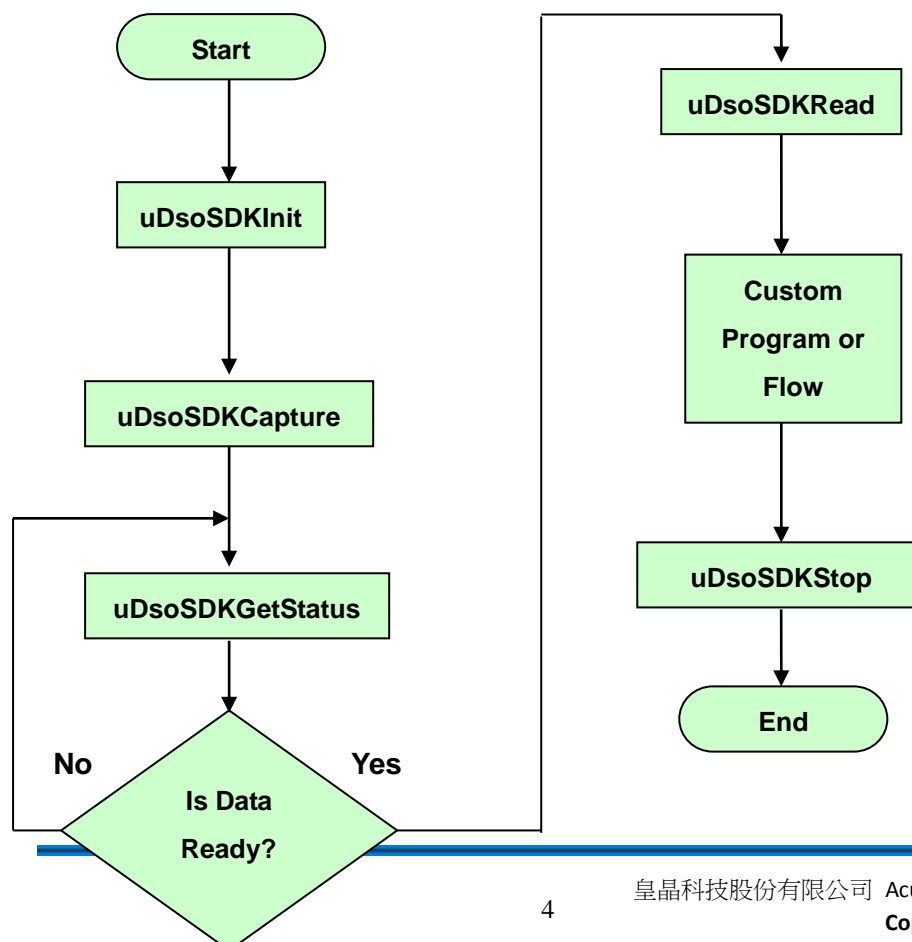 Start
uDsoSDKInit
uDsoSDKCapture
uDsoSDKGetStatus
No
Yes
Is Data
Ready?
uDsoSDKRead
Custom
Program or
Flow
uDsoSDKStop
End
4
皇晶科技股份有限公司